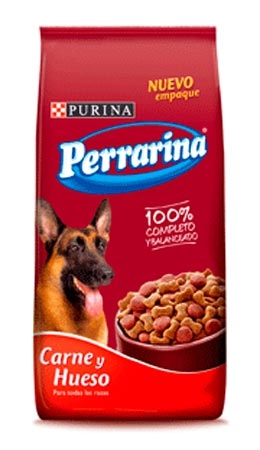 NUEVO
empaque
PURINA
Perrarina®
100%
COMPLETO
Y BALANCEADO
Carne y
Hueso
Para todas las razas